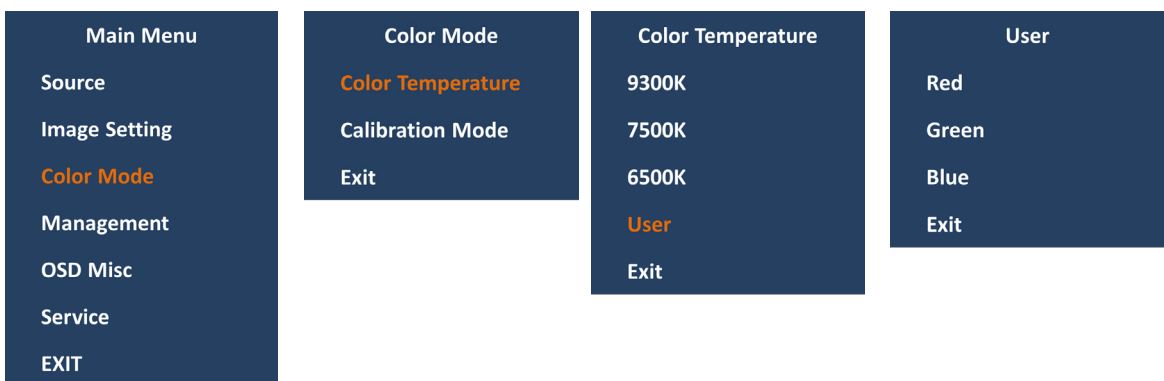 Main Menu
Source
Image Setting
Color Mode
Management
OSD Misc
Service
EXIT
Color Mode
Color Temperature
Calibration Mode
Exit
Color Temperature
9300K
7500K
6500K
User
Exit
User
Red
Green
Blue
Exit